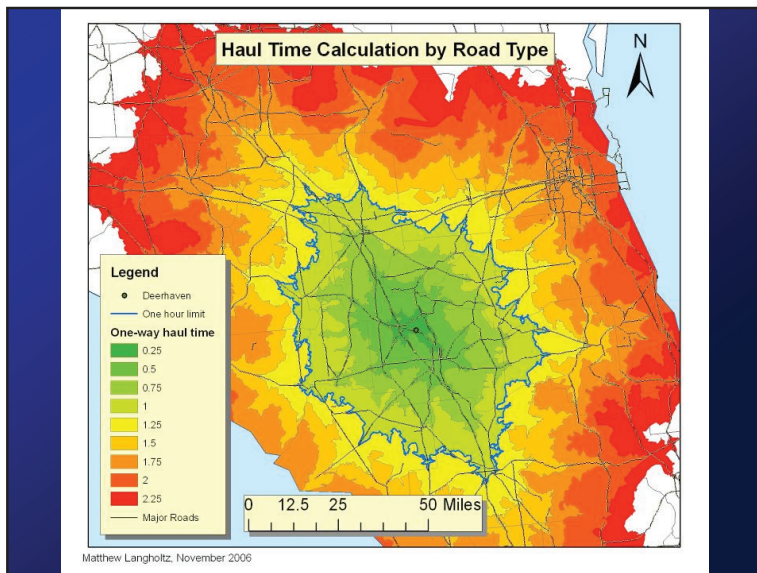 Haul Time Calculation by Road Type
N
Legend
Deerhaven
One hour limit
One-way haul time
0.25
0.5
0.75
1
1.25
1.5
1.75
2
2.25
Major Roads
0 12.5 25 50 Miles
Matthew Langholtz, November 2006